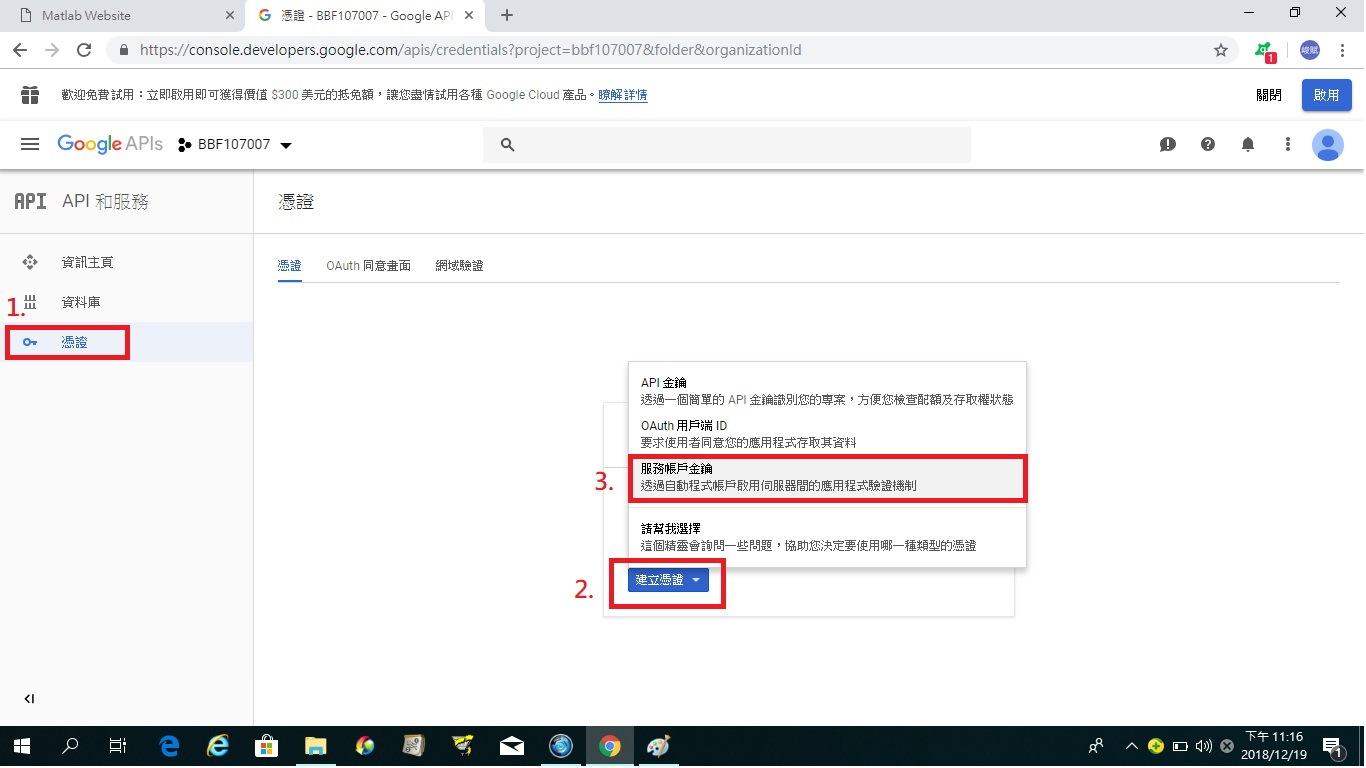 Matlab Website
憑證 - BBF107007 - Google API
https://console.developers.google.com/apis/credentials?project=bbf107007&folder&organizationId
1
峻賦
歡迎免費試用：立即啟用即可獲得價值 $300 美元的抵免額，讓您盡情試用各種 Google Cloud 產品。瞭解詳情
關閉
啟用
Google APIs
BBF107007
API
API 和服務
憑證
資訊主頁
憑證
OAuth 同意畫面
網域驗證
1.
資料庫
憑證
API 金鑰
透過一個簡單的 API 金鑰識別您的專案，方便您檢查配額及存取權狀態
OAuth 用戶端 ID
要求使用者同意您的應用程式存取其資料
3.
服務帳戶金鑰
透過自動程式帳戶啟用伺服器間的應用程式驗證機制
請幫我選擇
這個精靈會詢問一些問題，協助您決定要使用哪一種類型的憑證
2.
建立憑證
下午 11:16
2018/12/19
1